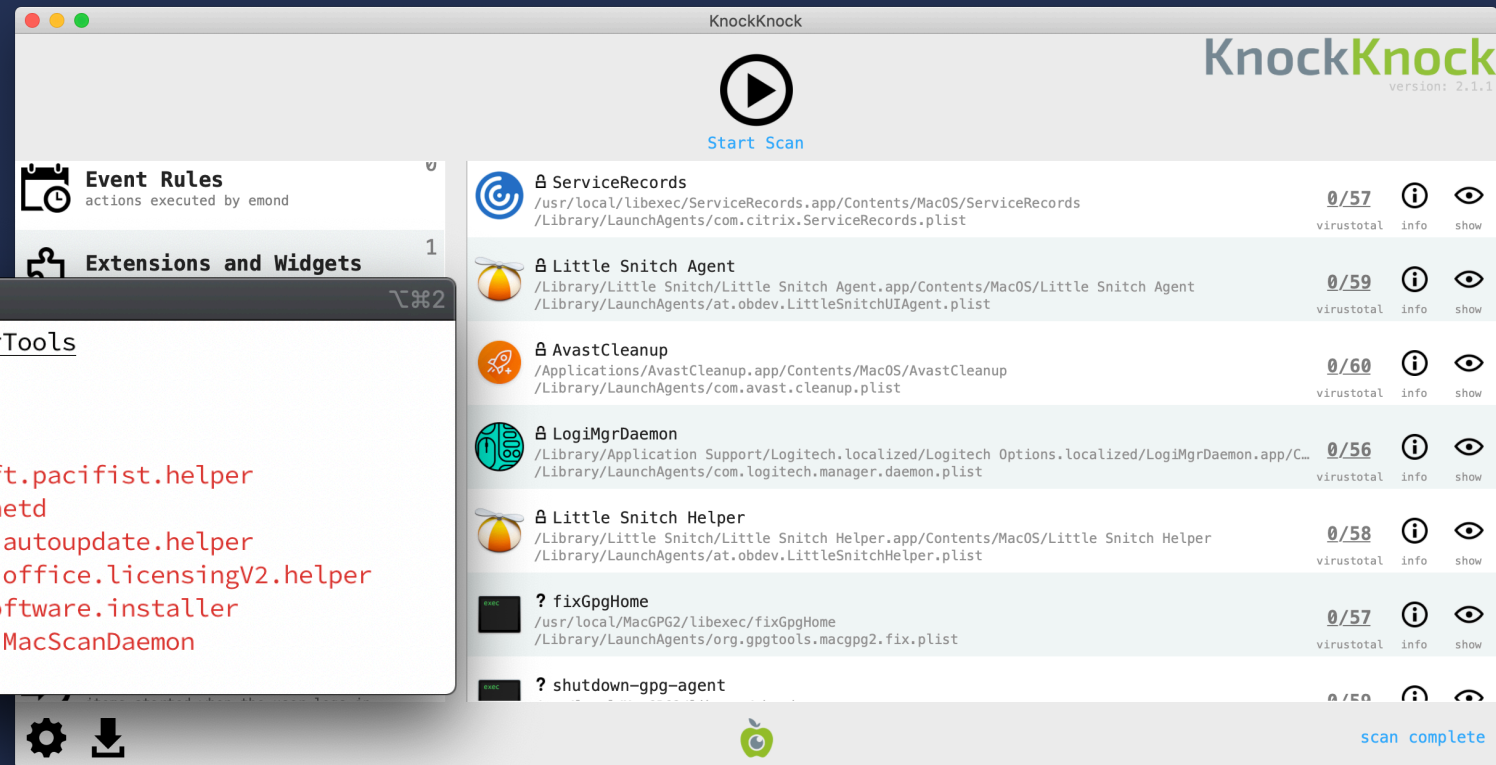 KnockKnock
KnockKnock
version: 2.1.1
Start Scan
0
Event Rules
actions executed by emond
1
Extensions and Widgets
⌥⌘2
Tools
ft.pacifist.helper
netd
autoupdate.helper
office.licensingV2.helper
oftware.installer
MacScanDaemon
ServiceRecords
/usr/local/libexec/ServiceRecords.app/Contents/MacOS/ServiceRecords
/Library/LaunchAgents/com.citrix.ServiceRecords.plist
0/57
virustotal
info
show
Little Snitch Agent
/Library/Little Snitch/Little Snitch Agent.app/Contents/MacOS/Little Snitch Agent
/Library/LaunchAgents/at.obdev.LittleSnitchUIAgent.plist
0/59
virustotal
info
show
AvastCleanup
/Applications/AvastCleanup.app/Contents/MacOS/AvastCleanup
/Library/LaunchAgents/com.avast.cleanup.plist
0/60
virustotal
info
show
LogiMgrDaemon
/Library/Application Support/Logitech.localized/Logitech Options.localized/LogiMgrDaemon.app/C…
/Library/LaunchAgents/com.logitech.manager.daemon.plist
0/56
virustotal
info
show
Little Snitch Helper
/Library/Little Snitch/Little Snitch Helper.app/Contents/MacOS/Little Snitch Helper
/Library/LaunchAgents/at.obdev.LittleSnitchHelper.plist
0/58
virustotal
info
show
exec
? fixGpgHome
/usr/local/MacGPG2/libexec/fixGpgHome
/Library/LaunchAgents/org.gpgtools.macgpg2.fix.plist
0/57
virustotal
info
show
exec
? shutdown-gpg-agent
0/59
scan complete